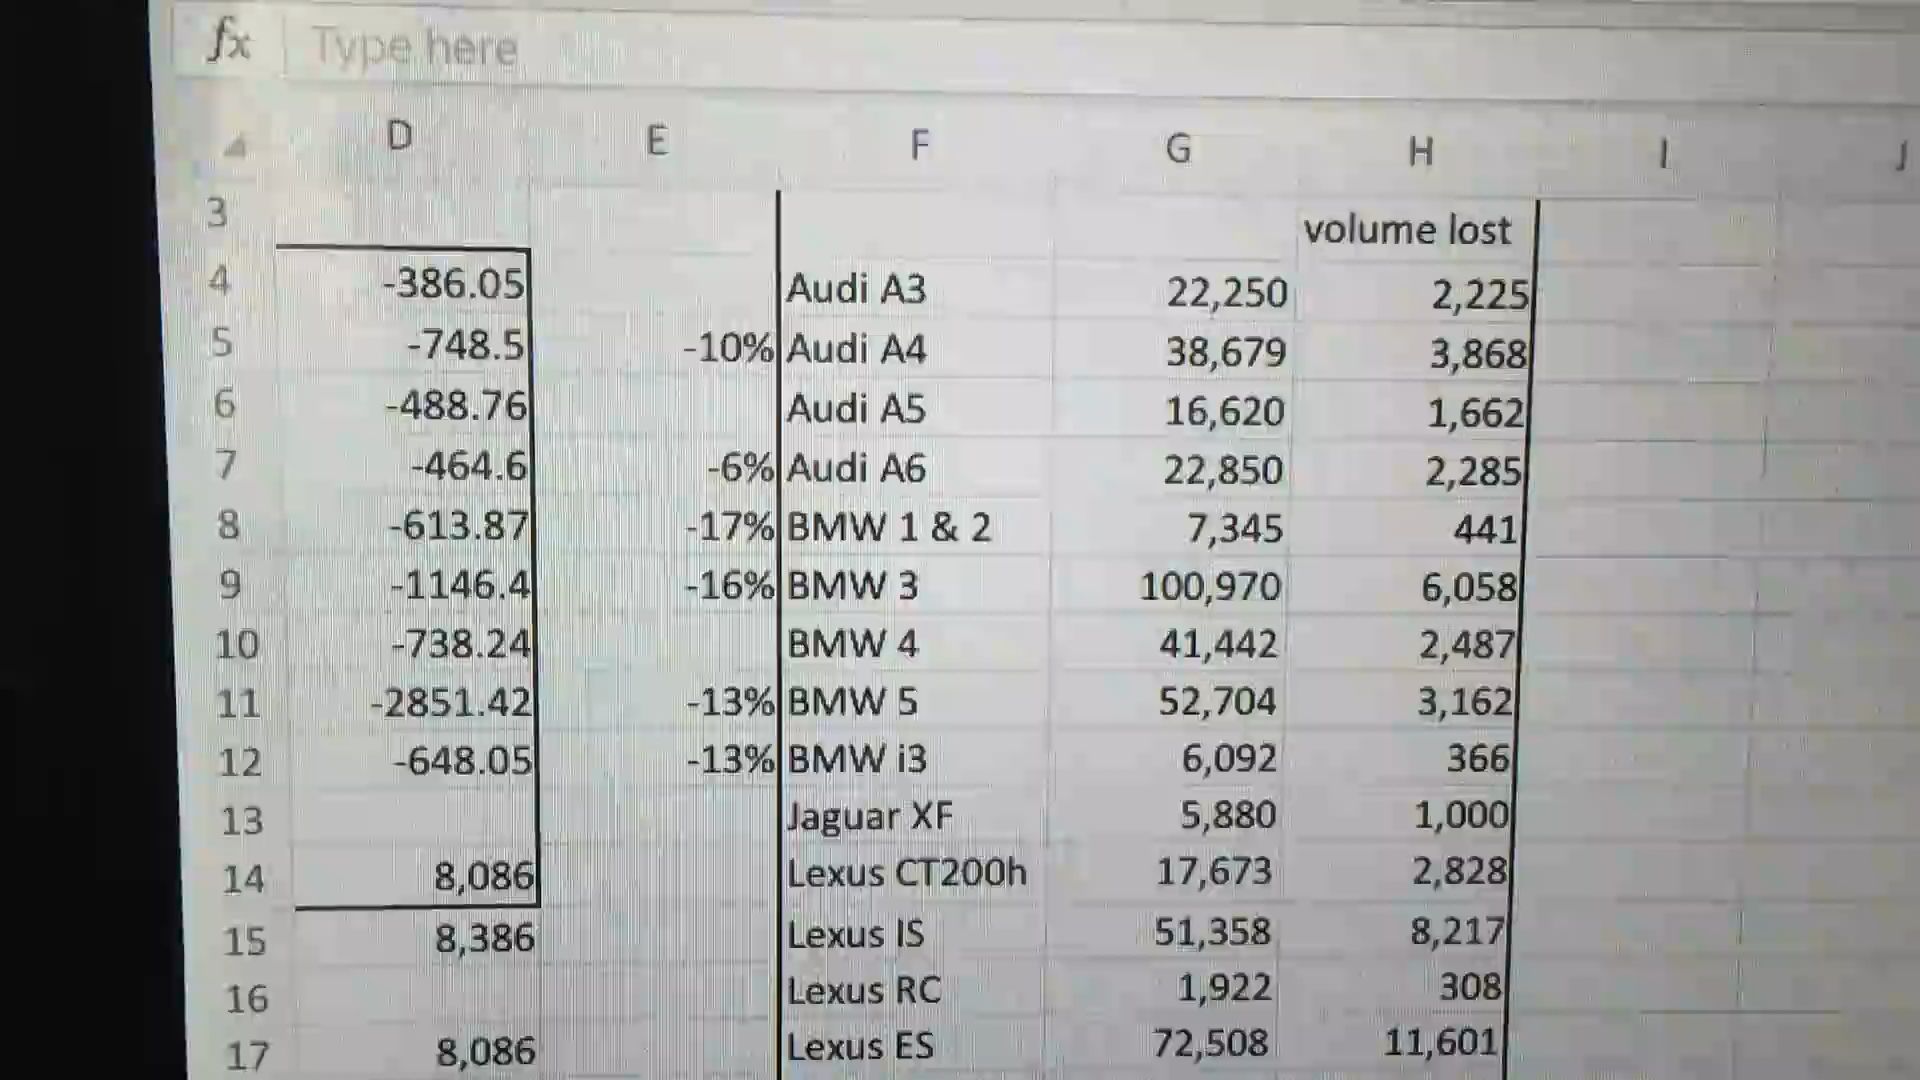 fx Type here
D E F G H I J
3 volume lost
4 -386.05 Audi A3 22,250 2,225
5 -748.5 -10% Audi A4 38,679 3,868
6 -488.76 Audi A5 16,620 1,662
7 -464.6 -6% Audi A6 22,850 2,285
8 -613.87 -17% BMW 1 & 2 7,345 441
9 -1146.4 -16% BMW 3 100,970 6,058
10 -738.24 BMW 4 41,442 2,487
11 -2851.42 -13% BMW 5 52,704 3,162
12 -648.05 -13% BMW i3 6,092 366
13 Jaguar XF 5,880 1,000
14 8,086 Lexus CT200h 17,673 2,828
15 8,386 Lexus IS 51,358 8,217
16 Lexus RC 1,922 308
17 8,086 Lexus ES 72,508 11,601